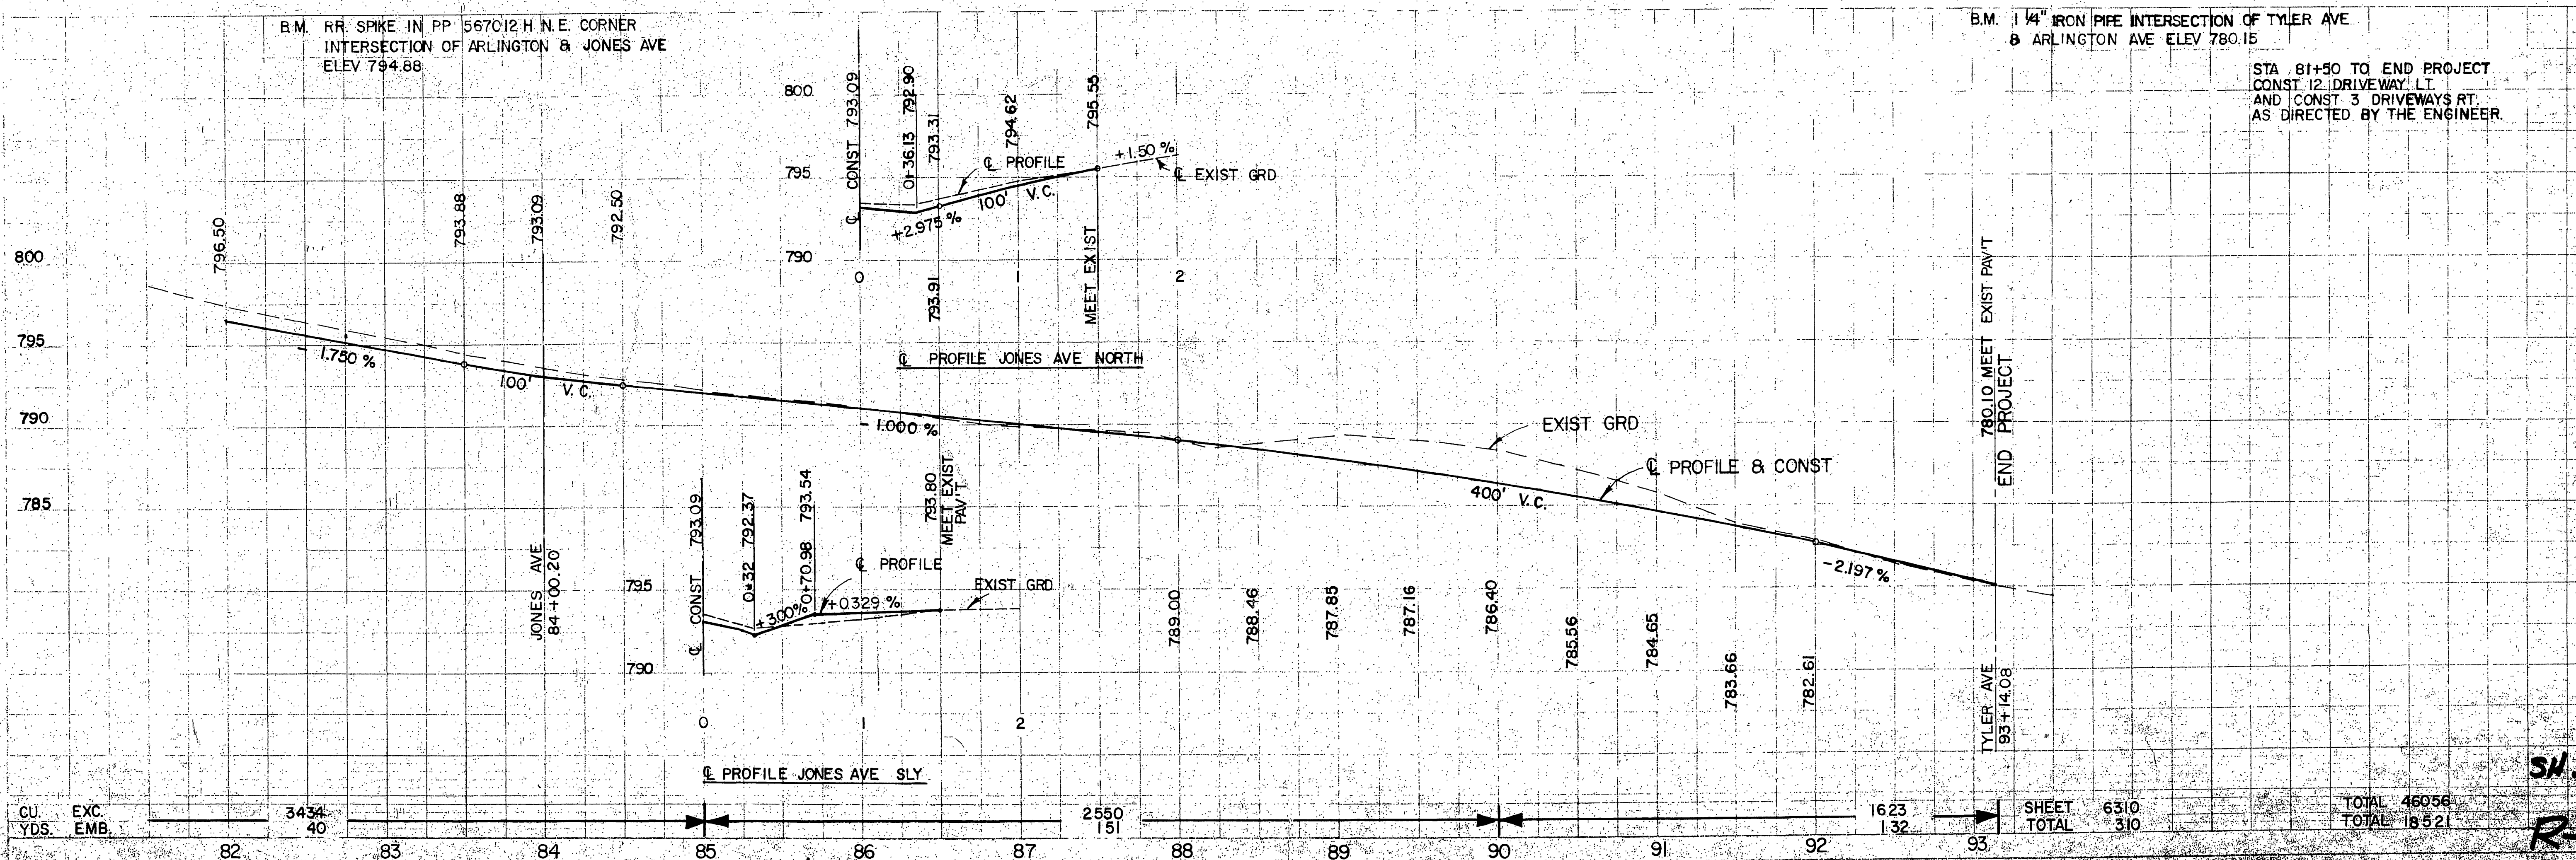 B.M. RR. SPIKE IN PP 567012 H N.E. CORNER
INTERSECTION OF ARLINGTON & JONES AVE
ELEV 794.88
B.M. 1 1/4" IRON PIPE INTERSECTION OF TYLER AVE
& ARLINGTON AVE ELEV 780.15
STA 81+50 TO END PROJECT
CONST 12 DRIVEWAY LT.
AND CONST 3 DRIVEWAYS RT.
AS DIRECTED BY THE ENGINEER.
800
795
790
℄ CONST 793.09
0+36.13 792.90
793.31
794.62
795.55
℄ PROFILE
+1.50 %
℄ EXIST GRD
100' V.C.
+2.975 %
0
1
2
793.91
MEET EXIST
℄ PROFILE JONES AVE NORTH
800
795
790
785
796.50
793.88
793.09
792.50
- 1.750 %
100' V.C.
- 1.000 %
EXIST GRD
℄ PROFILE & CONST
400' V.C.
-2.197 %
780.10 MEET EXIST PAV'T
END PROJECT
JONES AVE
84+00.20
795
790
℄ CONST 793.09
0+32 792.37
0+70.98 793.54
793.80
MEET EXIST
PAV'T.
℄ PROFILE
EXIST GRD
+3.00%
+0.329 %
0
1
2
℄ PROFILE JONES AVE SLY
789.00
788.46
787.85
787.16
786.40
785.56
784.65
783.66
782.61
TYLER AVE
93+14.08
CU. EXC. 3434 2550 1623 SHEET 6310 TOTAL 46056
YDS. EMB. 40 151 132 TOTAL 310 TOTAL 18521
82 83 84 85 86 87 88 89 90 91 92 93
SH.